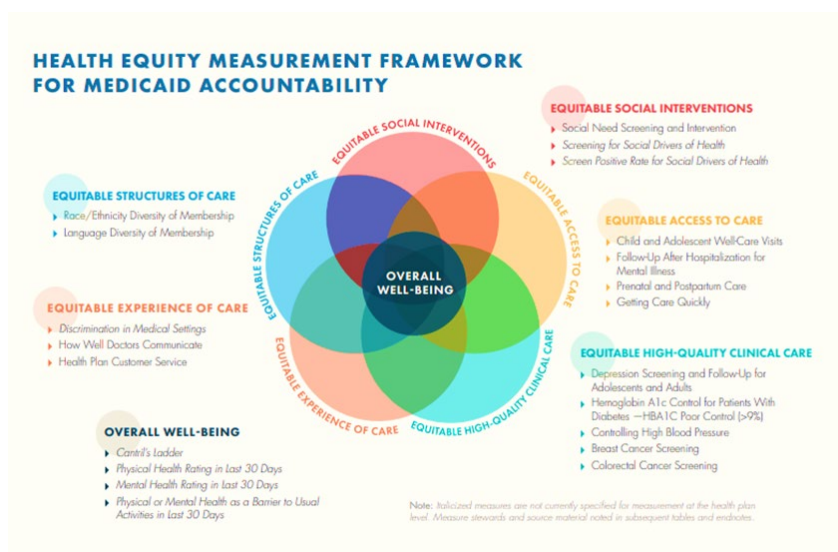 HEALTH EQUITY MEASUREMENT FRAMEWORK
FOR MEDICAID ACCOUNTABILITY
EQUITABLE SOCIAL INTERVENTIONS
Social Need Screening and Intervention
Screening for Social Drivers of Health
Screen Positive Rate for Social Drivers of Health
EQUITABLE STRUCTURES OF CARE
Race/Ethnicity Diversity of Membership
Language Diversity of Membership
EQUITABLE ACCESS TO CARE
Child and Adolescent Well-Care Visits
Follow-Up After Hospitalization for
Mental Illness
Prenatal and Postpartum Care
Getting Care Quickly
EQUITABLE EXPERIENCE OF CARE
Discrimination in Medical Settings
How Well Doctors Communicate
Health Plan Customer Service
EQUITABLE HIGH-QUALITY CLINICAL CARE
Depression Screening and Follow-Up for
Adolescents and Adults
Hemoglobin A1c Control for Patients With
Diabetes —HBA1C Poor Control (>9%)
Controlling High Blood Pressure
Breast Cancer Screening
Colorectal Cancer Screening
OVERALL WELL-BEING
Cantril's Ladder
Physical Health Rating in Last 30 Days
Mental Health Rating in Last 30 Days
Physical or Mental Health as a Barrier to Usual
Activities in Last 30 Days
EQUITABLE SOCIAL INTERVENTIONS
EQUITABLE ACCESS TO CARE
EQUITABLE HIGH-QUALITY CLINICAL CARE
EQUITABLE EXPERIENCE OF CARE
EQUITABLE STRUCTURES OF CARE
OVERALL
WELL-BEING
Note: Italicized measures are not currently specified for measurement at the health plan
level. Measure stewards and source material noted in subsequent tables and endnotes.